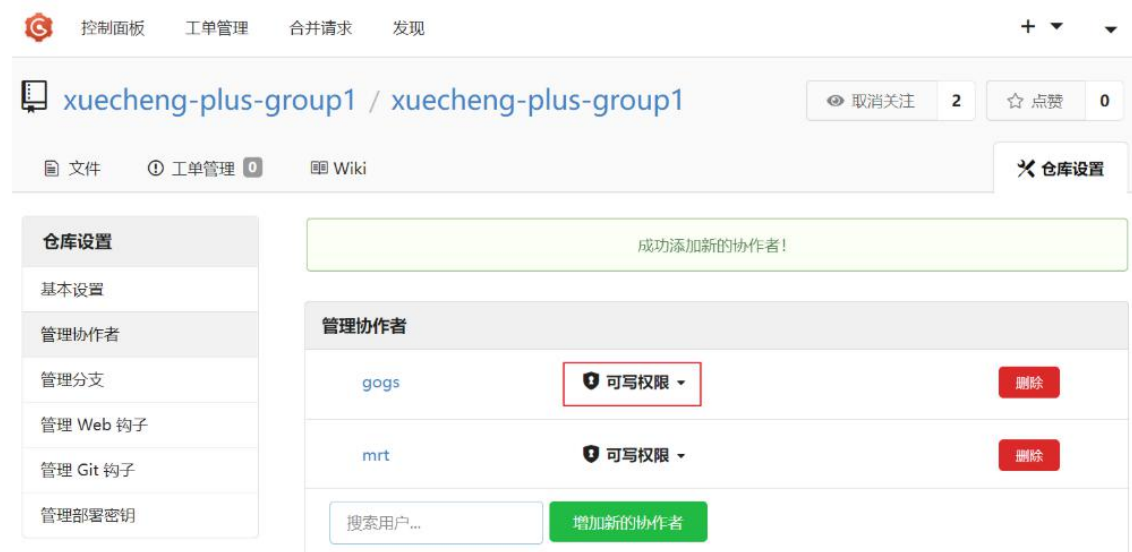 控制面板 工单管理 合并请求 发现
xuecheng-plus-group1 / xuecheng-plus-group1 取消关注 2 点赞 0
文件 工单管理 0 Wiki 仓库设置
仓库设置
基本设置
管理协作者
管理分支
管理 Web 钩子
管理 Git 钩子
管理部署密钥
成功添加新的协作者!
管理协作者
gogs 可写权限 删除
mrt 可写权限 删除
搜索用户... 增加新的协作者